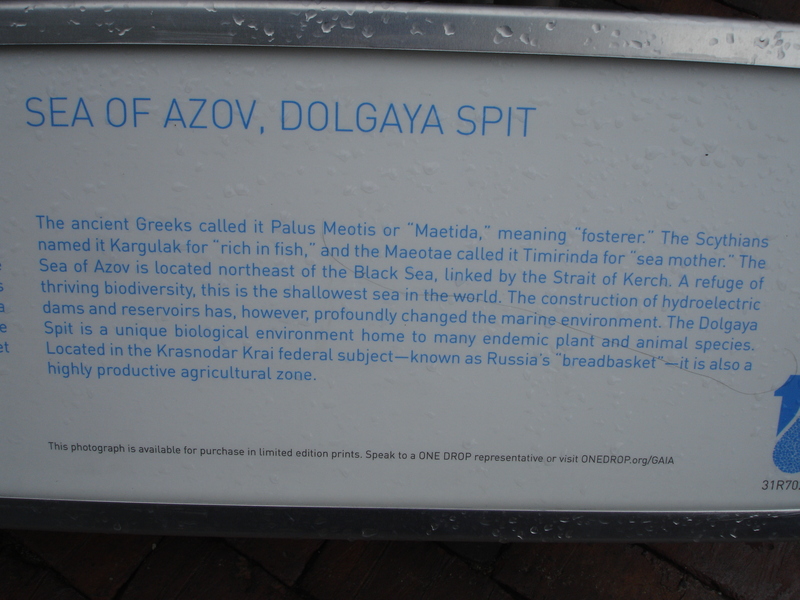 SEA OF AZOV, DOLGAYA SPIT
The ancient Greeks called it Palus Meotis or “Maetida,” meaning “fosterer.” The Scythians
named it Kargulak for “rich in fish,” and the Maeotae called it Timirinda for “sea mother.” The
Sea of Azov is located northeast of the Black Sea, linked by the Strait of Kerch. A refuge of
thriving biodiversity, this is the shallowest sea in the world. The construction of hydroelectric
dams and reservoirs has, however, profoundly changed the marine environment. The Dolgaya
Spit is a unique biological environment home to many endemic plant and animal species.
Located in the Krasnodar Krai federal subject—known as Russia’s “breadbasket”—it is also a
highly productive agricultural zone.
This photograph is available for purchase in limited edition prints. Speak to a ONE DROP representative or visit ONEDROP.org/GAIA